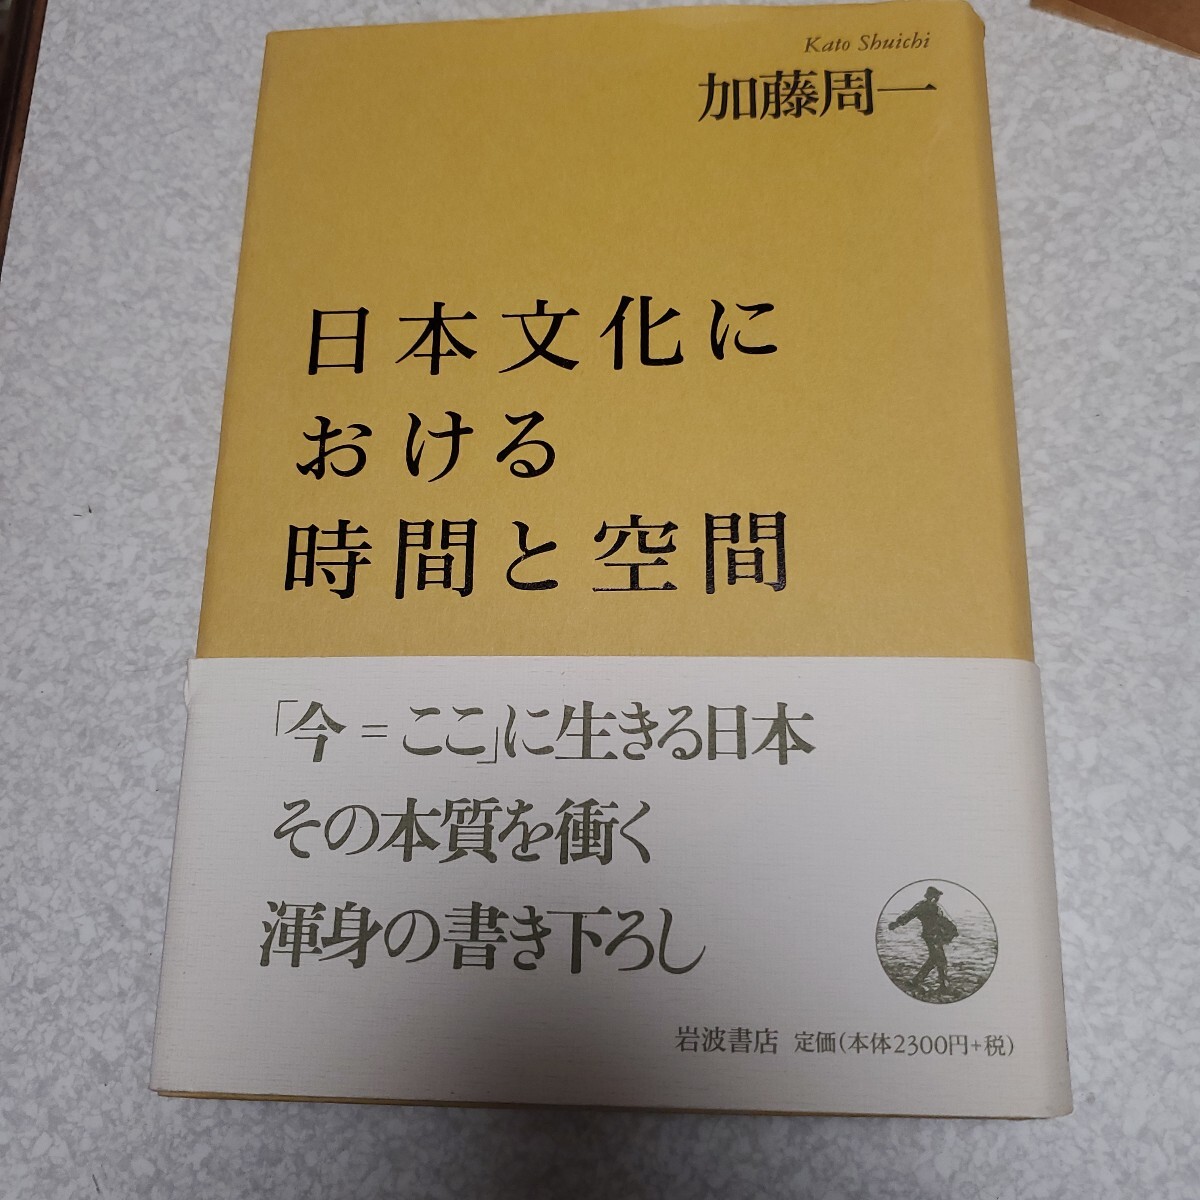 Kato Shuichi
加藤周一
日本文化に
おける
時間と空間
「今=ここ」に生きる日本
その本質を衝く
渾身の書き下ろし
岩波書店 定価(本体2300円+税)